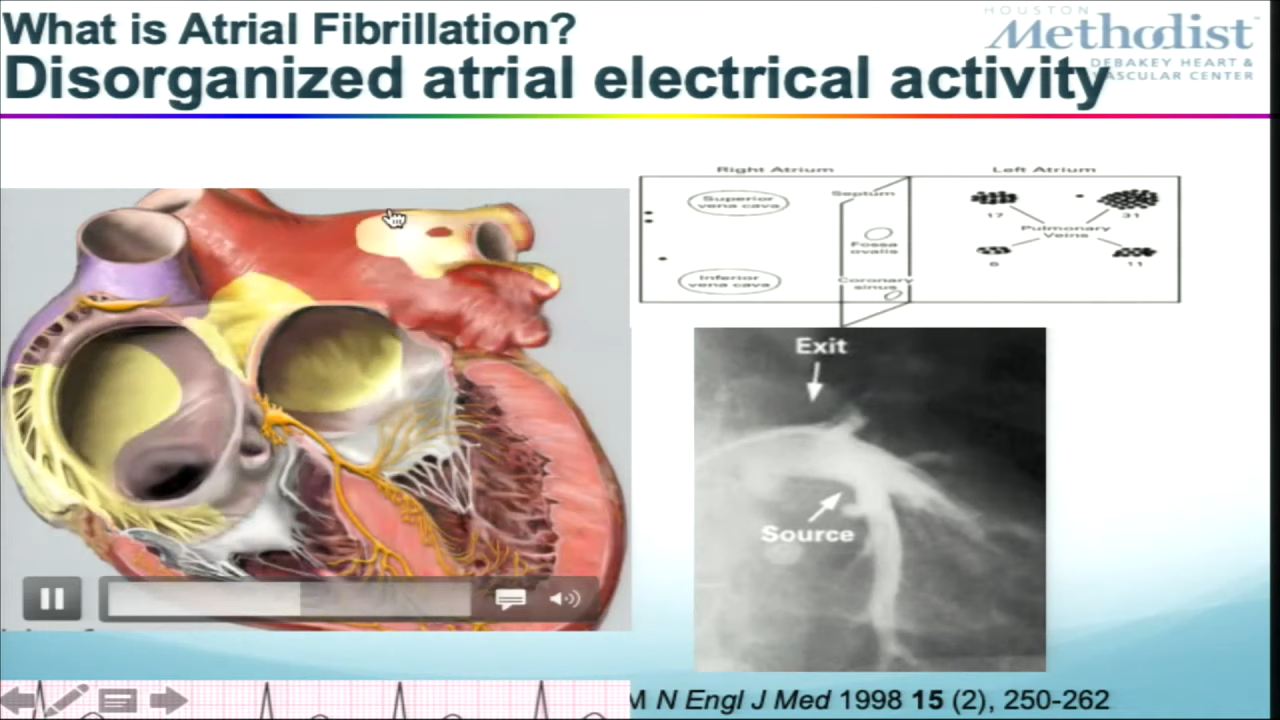 What is Atrial Fibrillation?
Disorganized atrial electrical activity
HOUSTON
Methodist
DEBAKEY HEART &
VASCULAR CENTER
Right Atrium
Left Atrium
Superior
vena cava
Septum
17
31
Pulmonary
Veins
Fossa
ovalis
6
11
Inferior
vena cava
Coronary
sinus
Exit
Source
M N Engl J Med 1998 15 (2), 250-262